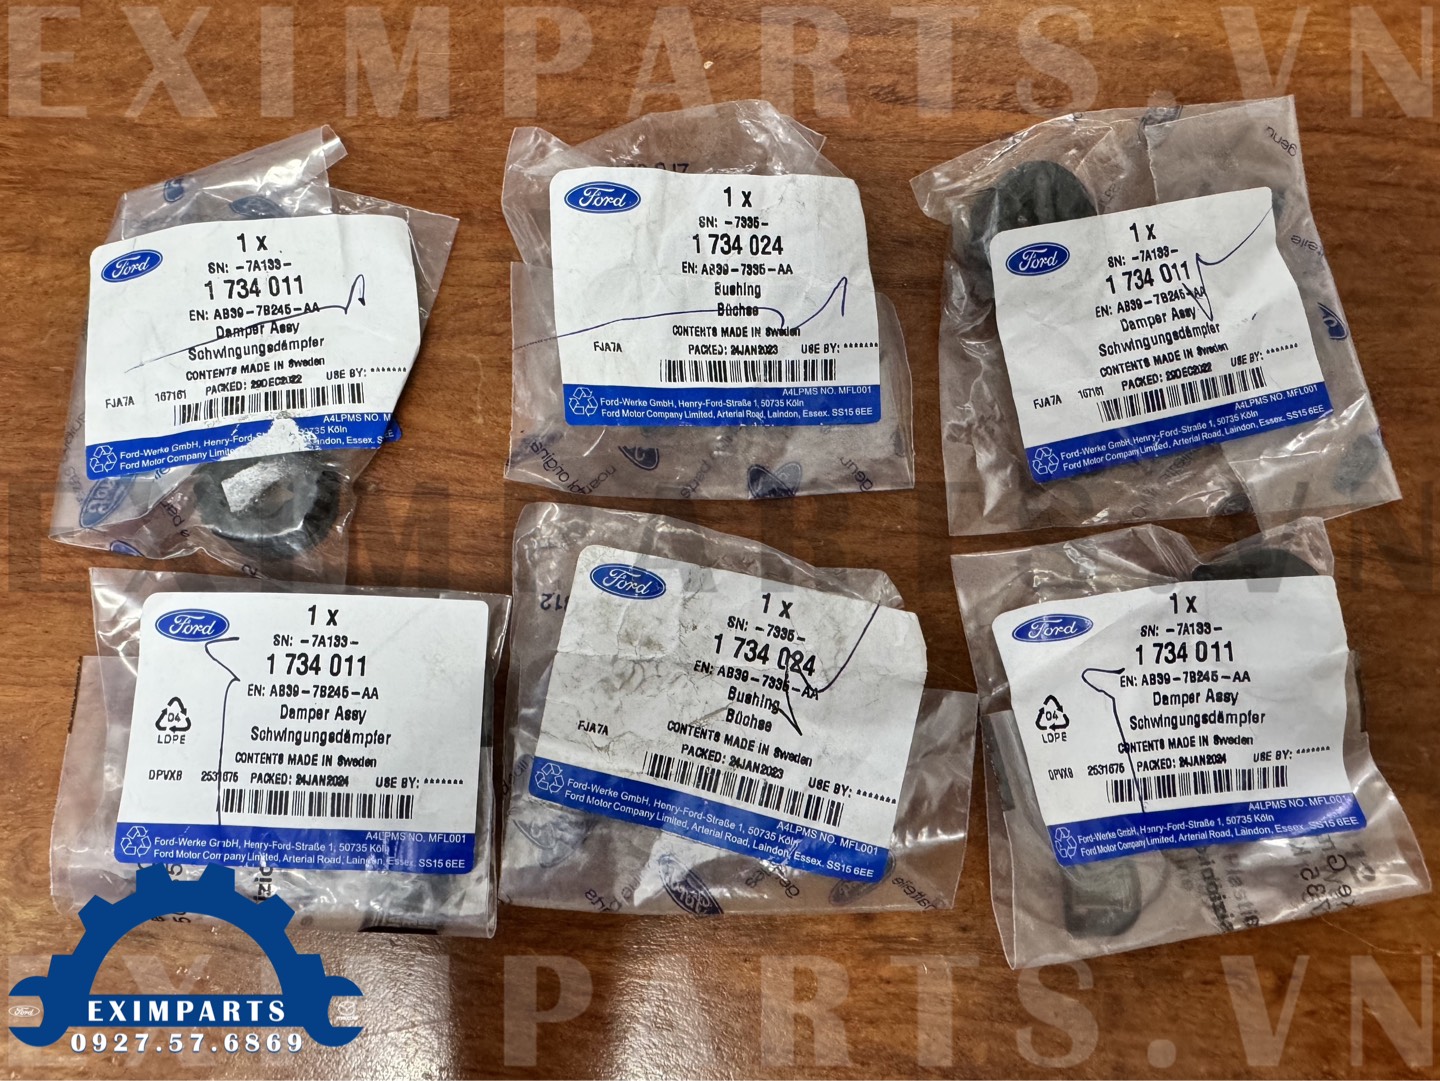 EXIMPARTS.VN
Ford
1 x
SN: -7A133-
1 734 011
EN: AB39-7B245-AA
Damper Assy
Schwingungsdämpfer
CONTENTS MADE IN Sweden
PACKED: 29DEC2022 USE BY: *******
FJA7A 167161
A4LPMS NO. M
Ford-Werke GmbH, Henry-Ford-Straße 1, 50735 Köln
Ford Motor Company Limite Laindon, Essex. S
Ford
1 x
SN: -7335-
1 734 024
EN: AB39-7335-AA
Bushing
Büchse
CONTENTS MADE IN Sweden
FJA7A PACKED: 24JAN2023 USE BY: *******
A4LPMS NO. MFL001
Ford-Werke GmbH, Henry-Ford-Straße 1, 50735 Köln
Ford Motor Company Limited, Arterial Road, Laindon, Essex. SS15 6EE
Ford
1 x
SN: -7A133-
1 734 011
EN: AB39-7B245-AA
Damper Assy
Schwingungsdämpfer
CONTENTS MADE IN Sweden
PACKED: 29DEC2022 USE BY: *******
FJA7A 167161
A4LPMS NO. MFL001
Ford-Werke GmbH, Henry-Ford-Straße 1, 50735 Köln
Ford Motor Company Limited, Arterial Road, Laindon, Essex. SS15 6EE
EXIMPARTS.VN
Ford
1 x
SN: -7A133-
1 734 011
EN: AB39-7B245-AA
Damper Assy
Schwingungsdämpfer
04
LDPE
CONTENTS MADE IN Sweden
DPVXB 2531675 PACKED: 24JAN2024 USE BY: *******
A4LPMS NO. MFL001
Ford-Werke GmbH, Henry-Ford-Straße 1, 50735 Köln
Ford Motor Company Limited, Arterial Road, Laindon, Essex. SS15 6EE
Ford
1 x
SN: -7335-
1 734 024
EN: AB39-7335-AA
Bushing
Büchse
CONTENTS MADE IN Sweden
FJA7A PACKED: 24JAN2023 USE BY: *******
A4LPMS NO. MFL001
Ford-Werke GmbH, Henry-Ford-Straße 1, 50735 Köln
Ford Motor Company Limited, Arterial Road, Laindon, Essex. SS15 6EE
Ford
1 x
SN: -7A133-
1 734 011
EN: AB39-7B245-AA
Damper Assy
Schwingungsdämpfer
04
LDPE
CONTENTS MADE IN Sweden
DPVXB 2531675 PACKED: 24JAN2024 USE BY: *******
A4LPMS NO. MFL001
Ford-Werke GmbH, Henry-Ford-Straße 1, 50735 Köln
Ford Motor Company Limited, Arterial Road, Laindon, Essex. SS15 6EE
EXIMPARTS.VN
Ford
EXIMPARTS
0927.57.6869